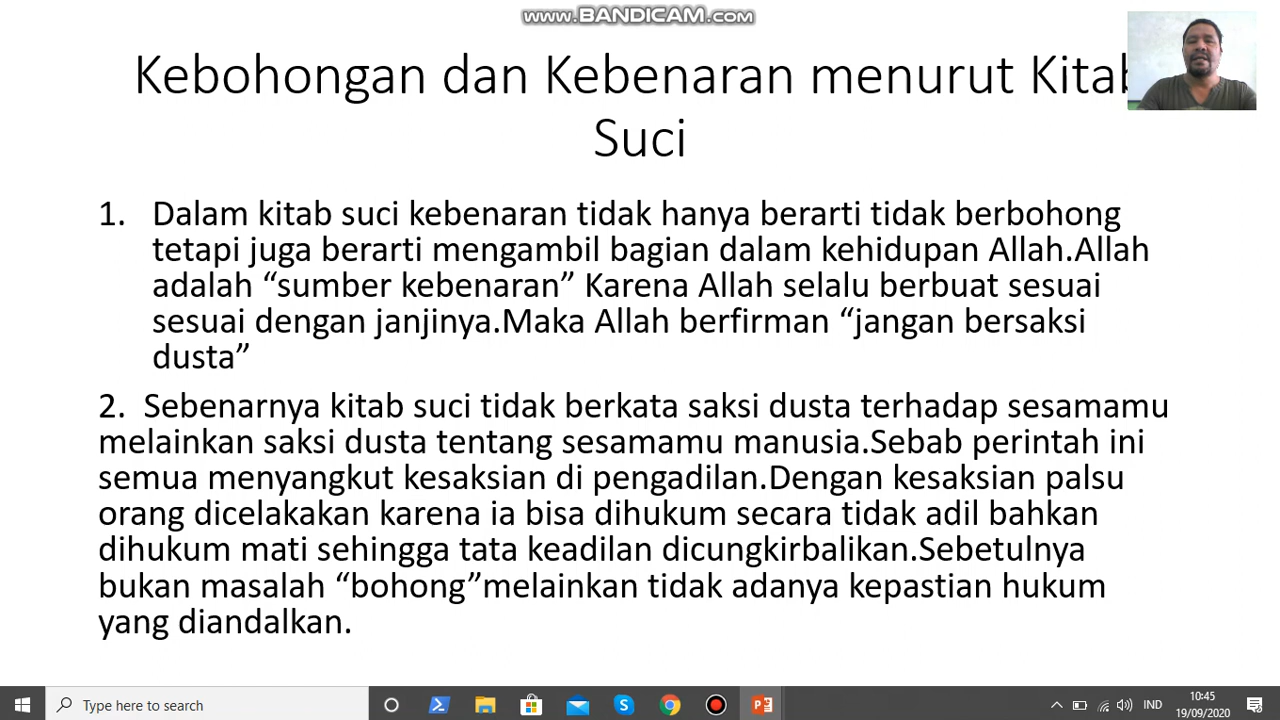 www.BANDICAM.com
Kebohongan dan Kebenaran menurut Kitab
Suci
1. Dalam kitab suci kebenaran tidak hanya berarti tidak berbohong
tetapi juga berarti mengambil bagian dalam kehidupan Allah.Allah
adalah “sumber kebenaran” Karena Allah selalu berbuat sesuai
sesuai dengan janjinya.Maka Allah berfirman “jangan bersaksi
dusta”
2. Sebenarnya kitab suci tidak berkata saksi dusta terhadap sesamamu
melainkan saksi dusta tentang sesamamu manusia.Sebab perintah ini
semua menyangkut kesaksian di pengadilan.Dengan kesaksian palsu
orang dicelakakan karena ia bisa dihukum secara tidak adil bahkan
dihukum mati sehingga tata keadilan dicungkirbalikan.Sebetulnya
bukan masalah “bohong”melainkan tidak adanya kepastian hukum
yang diandalkan.
Type here to search
IND
10:45
19/09/2020